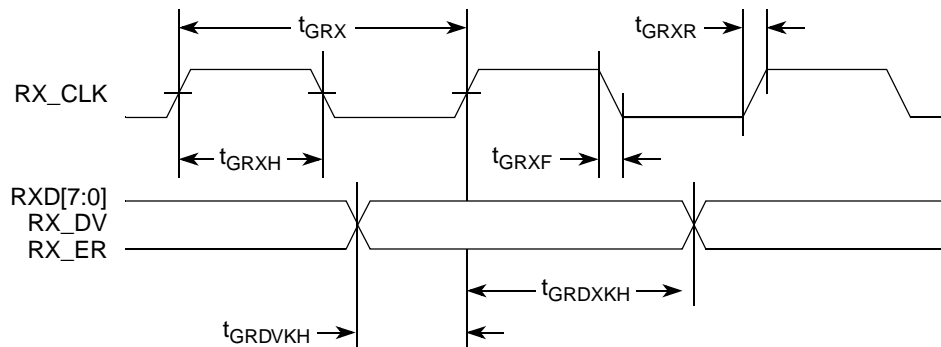 tGRX
tGRXR
RX_CLK
tGRXH
tGRXF
RXD[7:0]
RX_DV
RX_ER
tGRDXKH
tGRDVKH